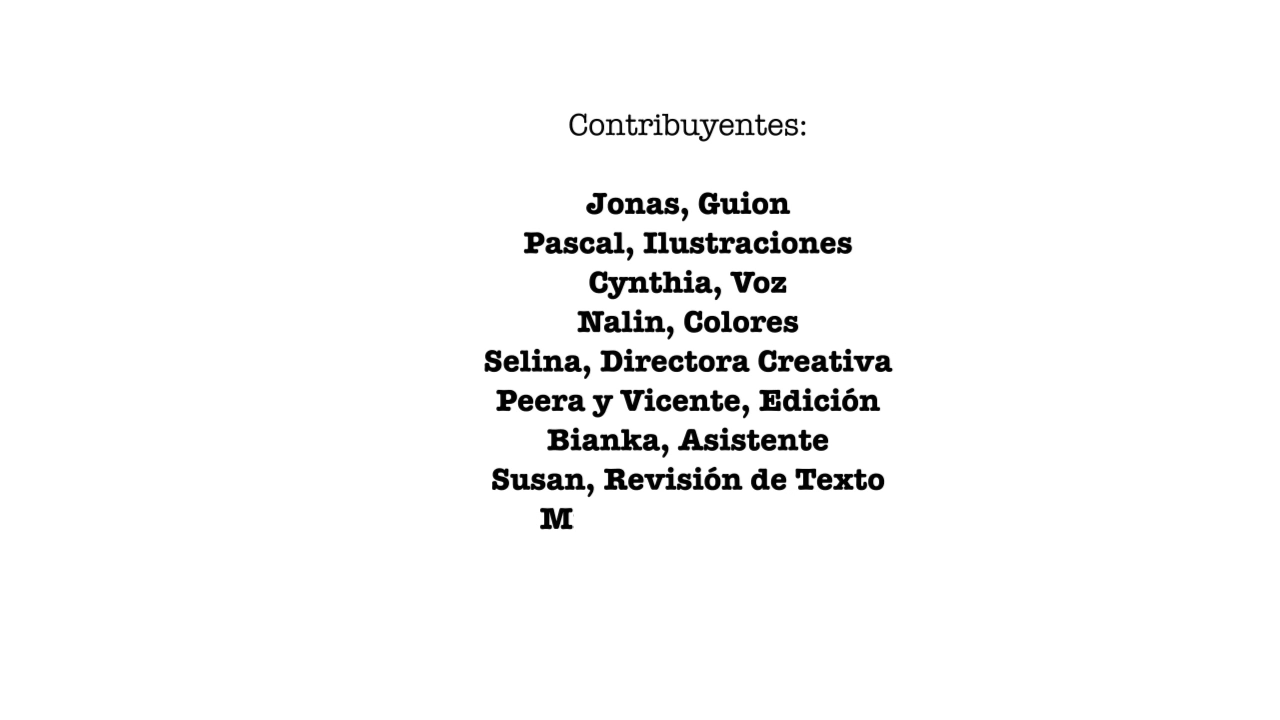 Contribuyentes:
Jonas, Guion
Pascal, Ilustraciones
Cynthia, Voz
Nalin, Colores
Selina, Directora Creativa
Peera y Vicente, Edición
Bianka, Asistente
Susan, Revisión de Texto
M